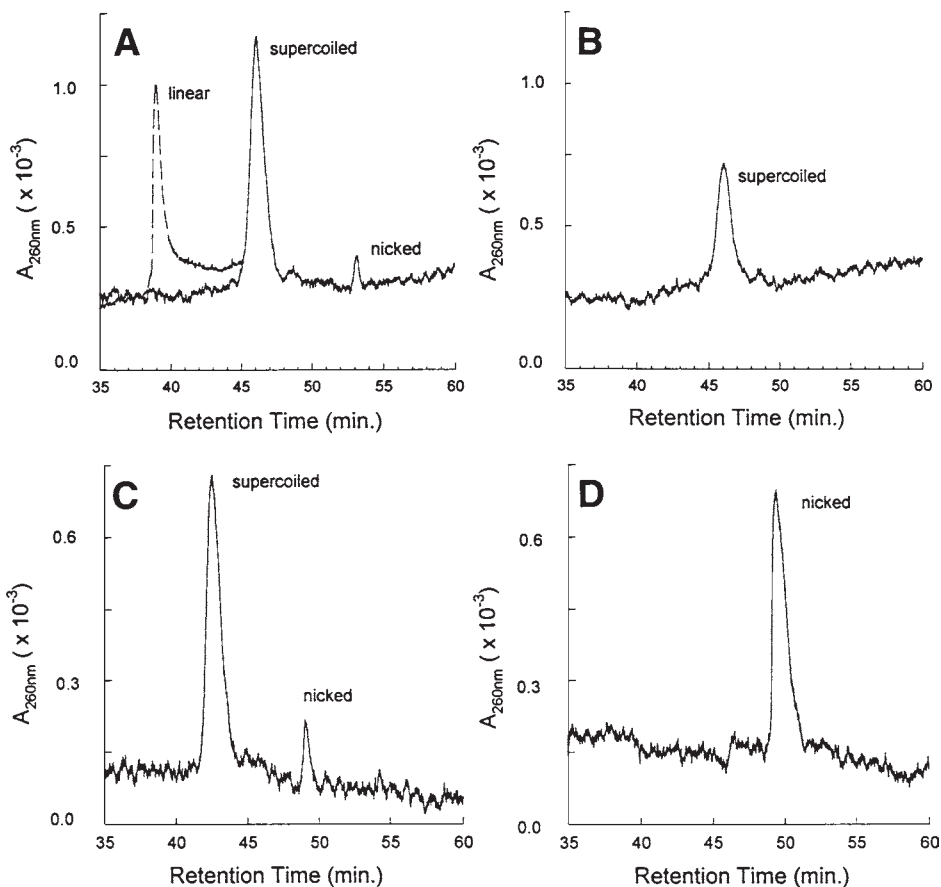 A
supercoiled
linear
nicked
1.0
0.5
0.0
A260nm ( x 10-3)
35 40 45 50 55 60
Retention Time (min.)
B
supercoiled
1.0
0.5
0.0
A260nm ( x 10-3)
35 40 45 50 55 60
Retention Time (min.)
C
supercoiled
nicked
0.6
0.3
0.0
A260nm ( x 10-3)
35 40 45 50 55 60
Retention Time (min.)
D
nicked
0.6
0.3
0.0
A260nm ( x 10-3)
35 40 45 50 55 60
Retention Time (min.)